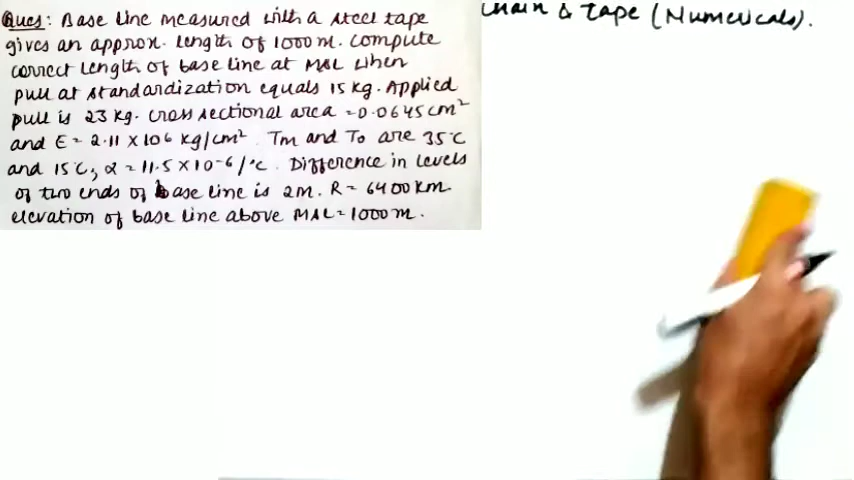 Ques: Base line measured with a steel tape
gives an approx. length of 1000 m. Compute
correct length of base line at MSL when
pull at standardization equals 15 kg. Applied
pull is 23 kg. cross sectional area = 0.0645 cm²
and E = 2.11 x 106 kg/cm². Tm and To are 35°C
and 15°C, α = 11.5 x 10-6/°C. Difference in levels
of two ends of base line is 2m. R = 6400 km
elevation of base line above MSL = 1000 m.
Chain & Tape (Numericals).